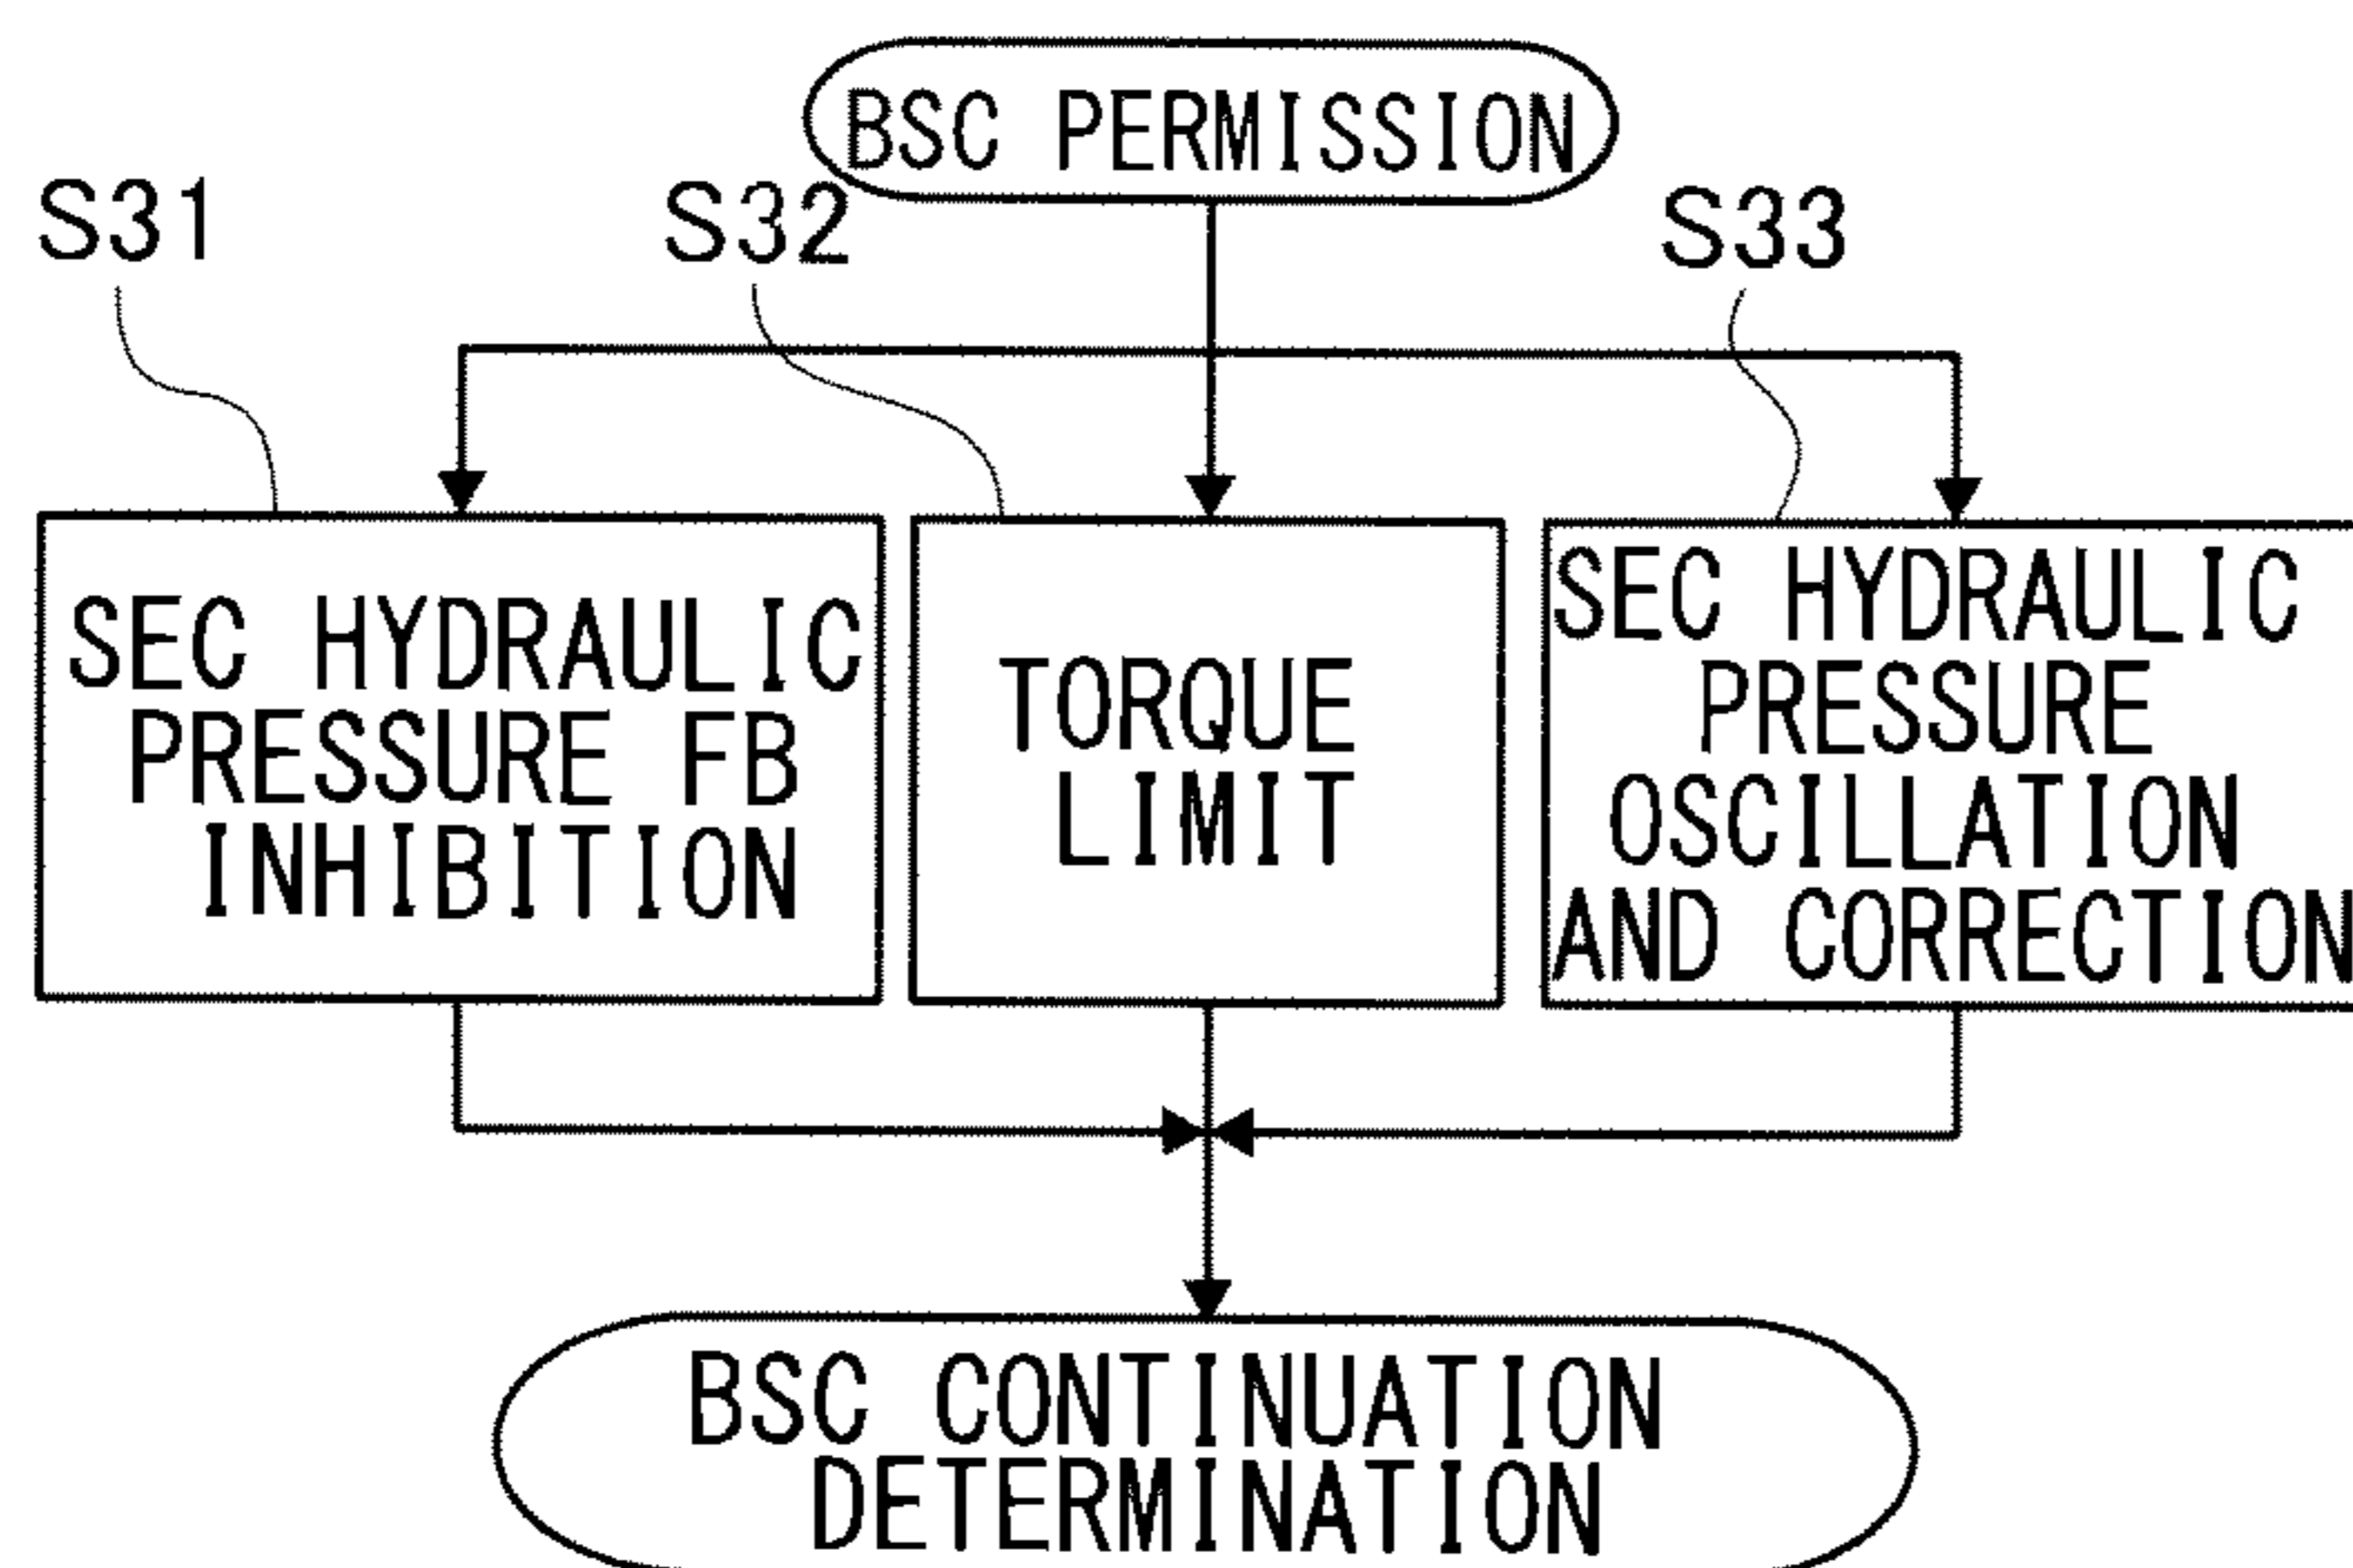 BSC PERMISSION
S31
S32
S33
SEC HYDRAULIC
PRESSURE FB
INHIBITION
TORQUE
LIMIT
SEC HYDRAULIC
PRESSURE
OSCILLATION
AND CORRECTION
BSC CONTINUATION
DETERMINATION